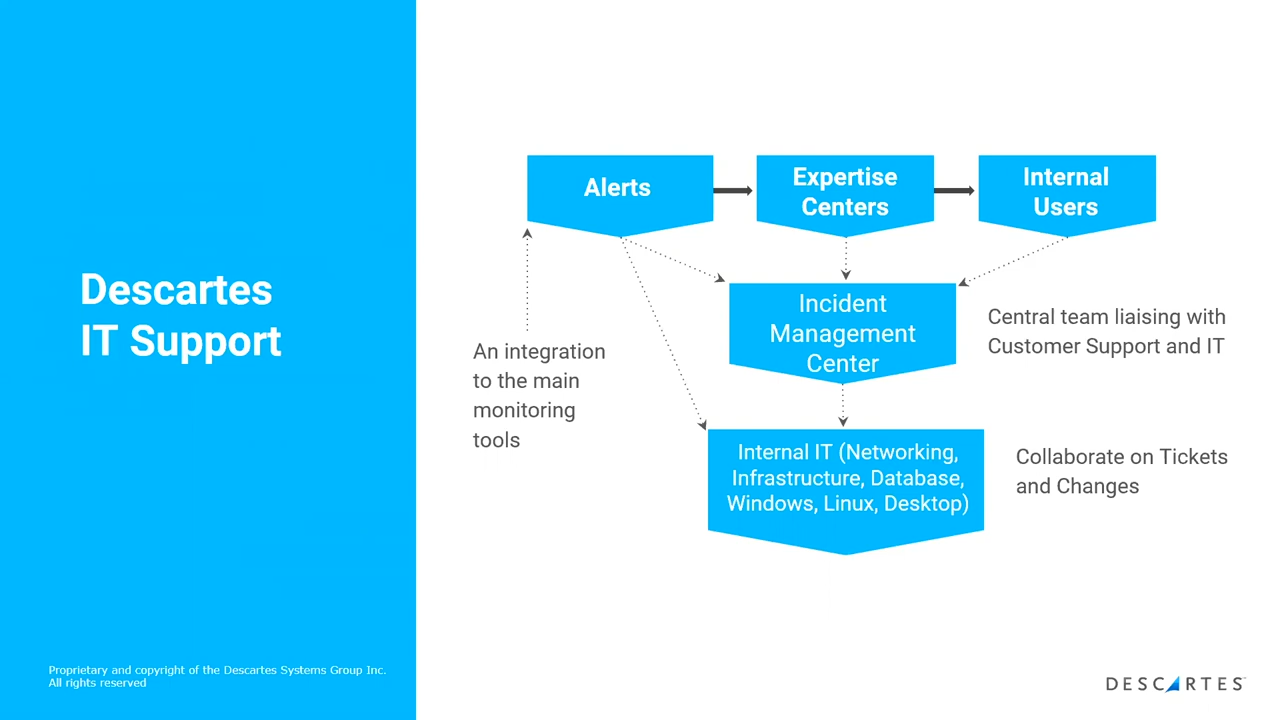 Descartes
IT Support
Alerts
Expertise
Centers
Internal
Users
Incident
Management
Center
Central team liaising with
Customer Support and IT
An integration
to the main
monitoring
tools
Internal IT (Networking,
Infrastructure, Database,
Windows, Linux, Desktop)
Collaborate on Tickets
and Changes
Proprietary and copyright of the Descartes Systems Group Inc.
All rights reserved
DESCARTES